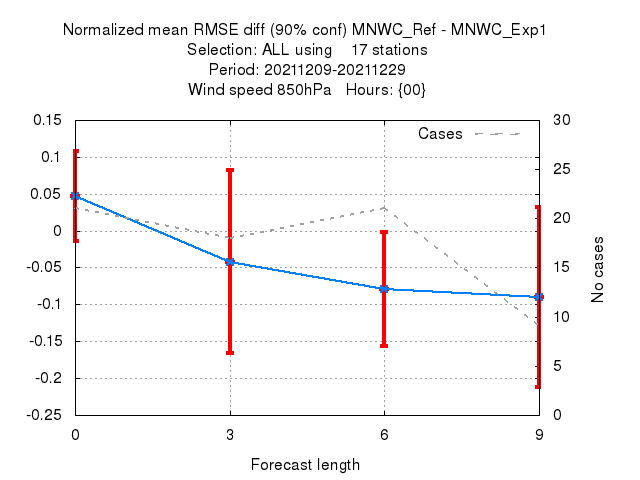 Normalized mean RMSE diff (90% conf) MNWC_Ref - MNWC_Exp1
Selection: ALL using    17 stations
Period: 20211209-20211229
Wind speed 850hPa   Hours: {00}
Cases
0.15
0.1
0.05
0
-0.05
-0.1
-0.15
-0.2
-0.25
30
25
20
15
10
5
0
No cases
0 3 6 9
Forecast length